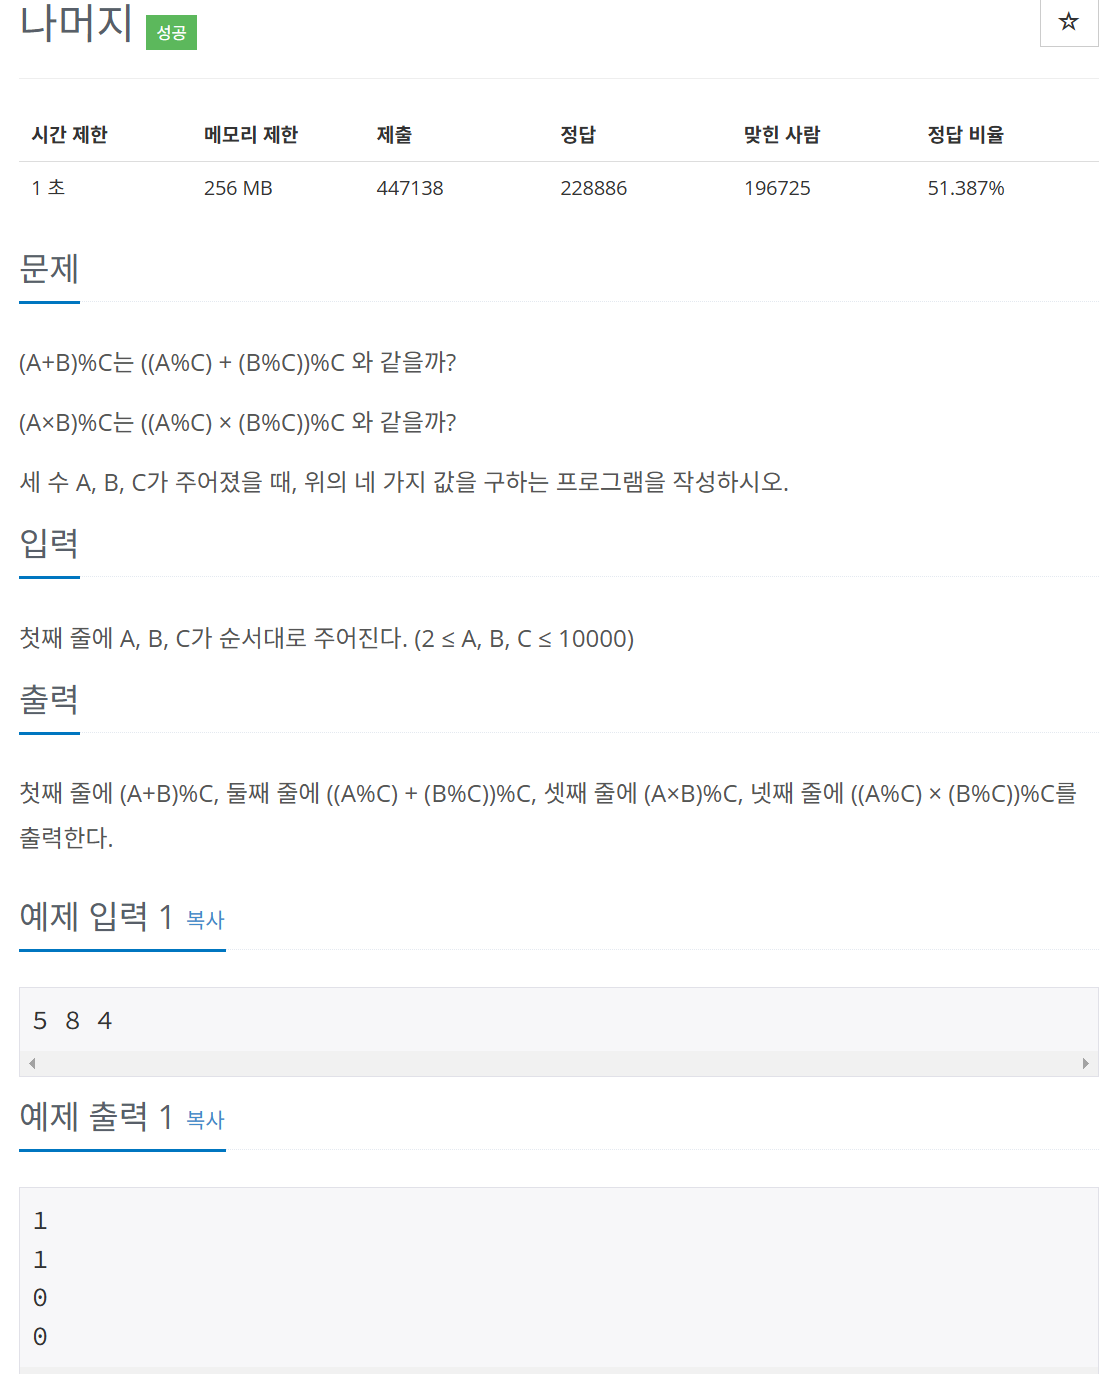 나머지 성공
☆
시간 제한 메모리 제한 제출 정답 맞힌 사람 정답 비율
1 초 256 MB 447138 228886 196725 51.387%
문제
(A+B)%C는 ((A%C) + (B%C))%C 와 같을까?
(A×B)%C는 ((A%C) × (B%C))%C 와 같을까?
세 수 A, B, C가 주어졌을 때, 위의 네 가지 값을 구하는 프로그램을 작성하시오.
입력
첫째 줄에 A, B, C가 순서대로 주어진다. (2 ≤ A, B, C ≤ 10000)
출력
첫째 줄에 (A+B)%C, 둘째 줄에 ((A%C) + (B%C))%C, 셋째 줄에 (A×B)%C, 넷째 줄에 ((A%C) × (B%C))%C를
출력한다.
예제 입력 1 복사
5 8 4
예제 출력 1 복사
1
1
0
0